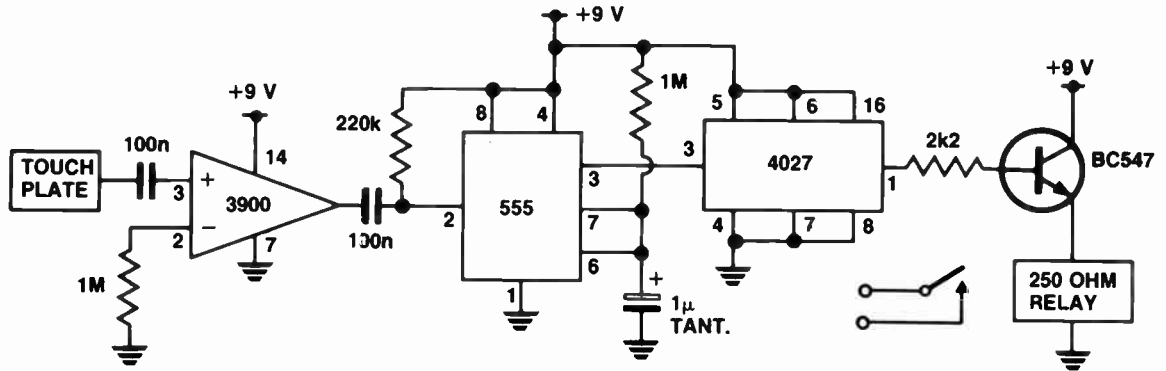 +9 V
+9 V
+9 V
TOUCH
PLATE
100n
3
+
14
3900
2
−
7
1M
100n
220k
8
4
2
555
3
7
6
1
1M
+
1μ
TANT.
5
6
16
3
4027
1
4
7
8
2k2
BC547
250 OHM
RELAY